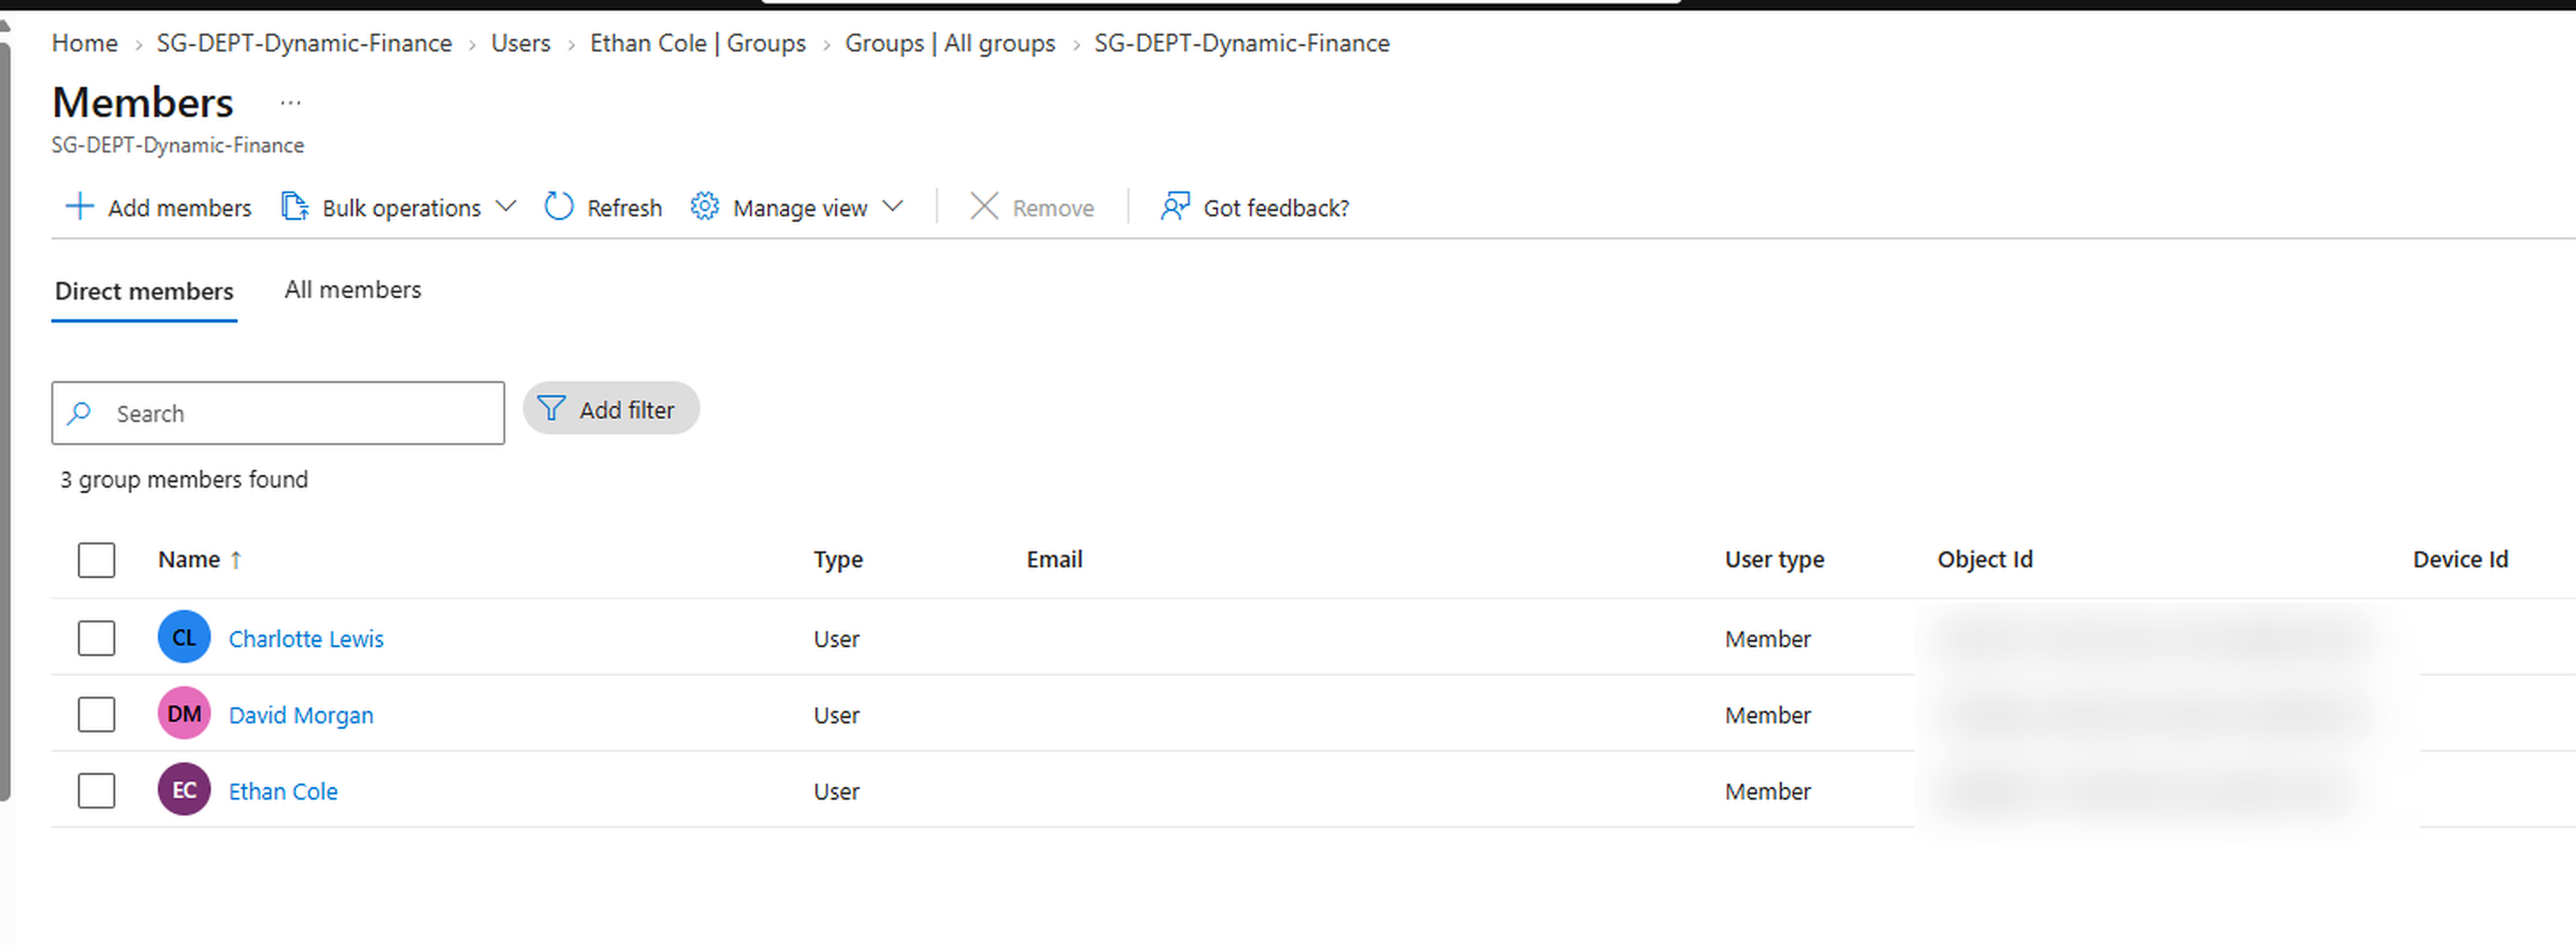 Home > SG-DEPT-Dynamic-Finance > Users > Ethan Cole | Groups > Groups | All groups > SG-DEPT-Dynamic-Finance
Members ...
SG-DEPT-Dynamic-Finance
Add members Bulk operations Refresh Manage view Remove Got feedback?
Direct members All members
Search Add filter
3 group members found
Name ↑ Type Email User type Object Id Device Id
CL Charlotte Lewis User Member
DM David Morgan User Member
EC Ethan Cole User Member